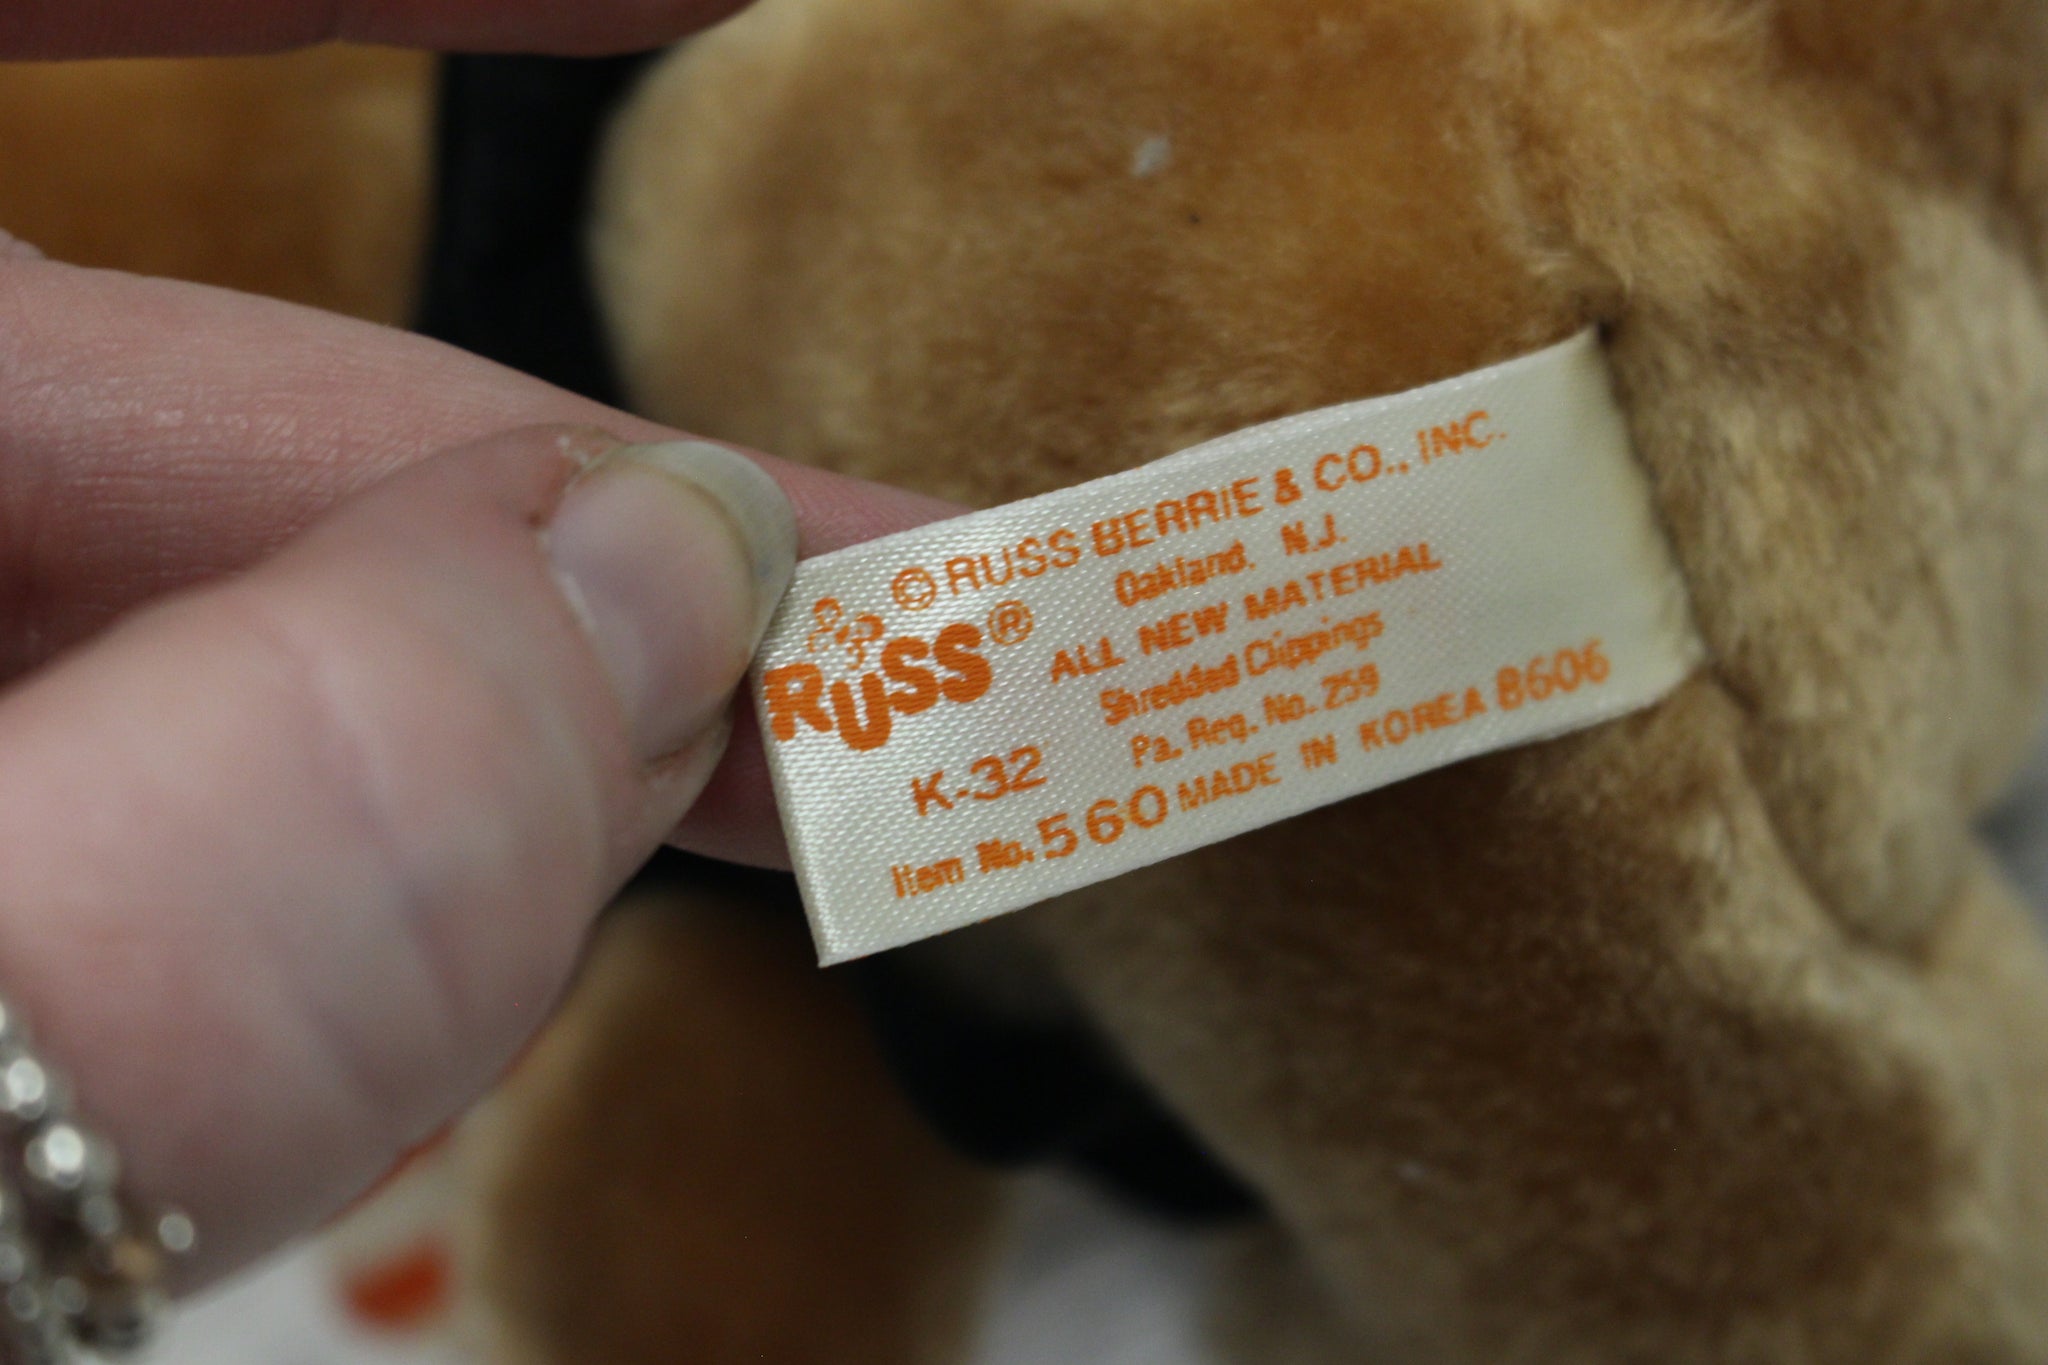 © RUSS BERRIE & CO., INC.
Oakland, N.J.
RUSS®
ALL NEW MATERIAL
Shredded Clippings
K-32
Pa. Reg. No. 259
Item No. 560 MADE IN KOREA 8606